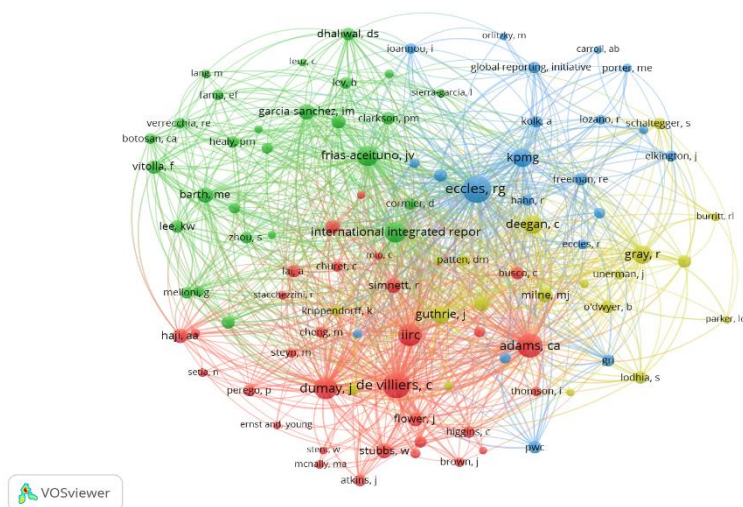 orlitzky, m
dhaliwal, ds
ioannou, i
carroll, ab
leuz, c
global reporting, initiative
porter, me
lang, m
lev, b
sierra-garcia, l
fama, ef
garcia-sanchez, im
clarkson, pm
kolk, a
lozano, r
schaltegger, s
verrecchia, re
botosan, ca
healy, pm
vitolla, f
frias-aceituno, jv
kpmg
elkington, j
eccles, rg
freeman, re
barth, me
cormier, d
hahn, r
burritt, rl
lee, kw
zhou, s
international integrated repor
deegan, c
eccles, r
mio, c
patten, dm
gray, r
lai, a
churet, c
busco, c
unerman, j
melloni, g
stacchezzini, r
simnett, r
milne, mj
krippendorff, k
guthrie, j
o'dwyer, b
parker, ld
haji, aa
chong, m
iirc
adams, ca
steyn, m
gri
setia, n
perego, p
dumay, j
de villiers, c
thomson, i
lodhia, s
ernst and, young
flower, j
higgins, c
stent, w
stubbs, w
pwc
mcnally, ma
brown, j
atkins, j
VOSviewer